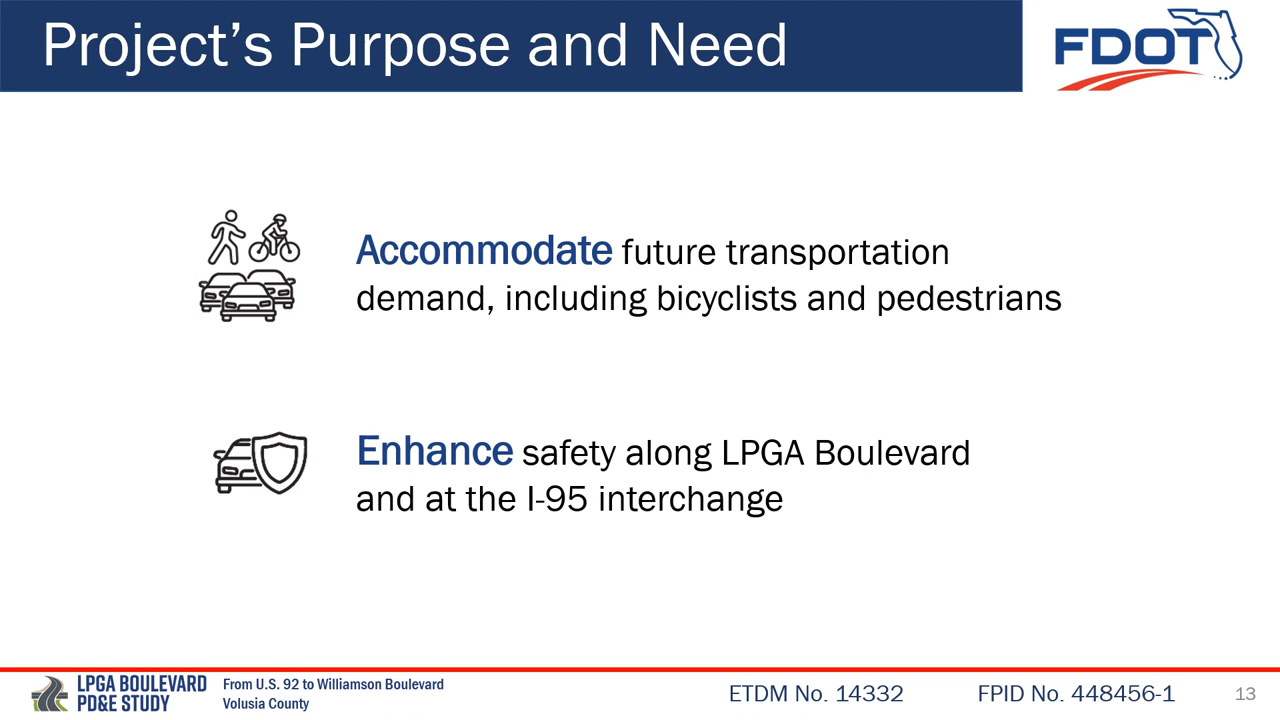 Project's Purpose and Need
FDOT
Accommodate future transportation
demand, including bicyclists and pedestrians
Enhance safety along LPGA Boulevard
and at the I-95 interchange
LPGA BOULEVARD
PD&E STUDY
From U.S. 92 to Williamson Boulevard
Volusia County
ETDM No. 14332
FPID No. 448456-1
13